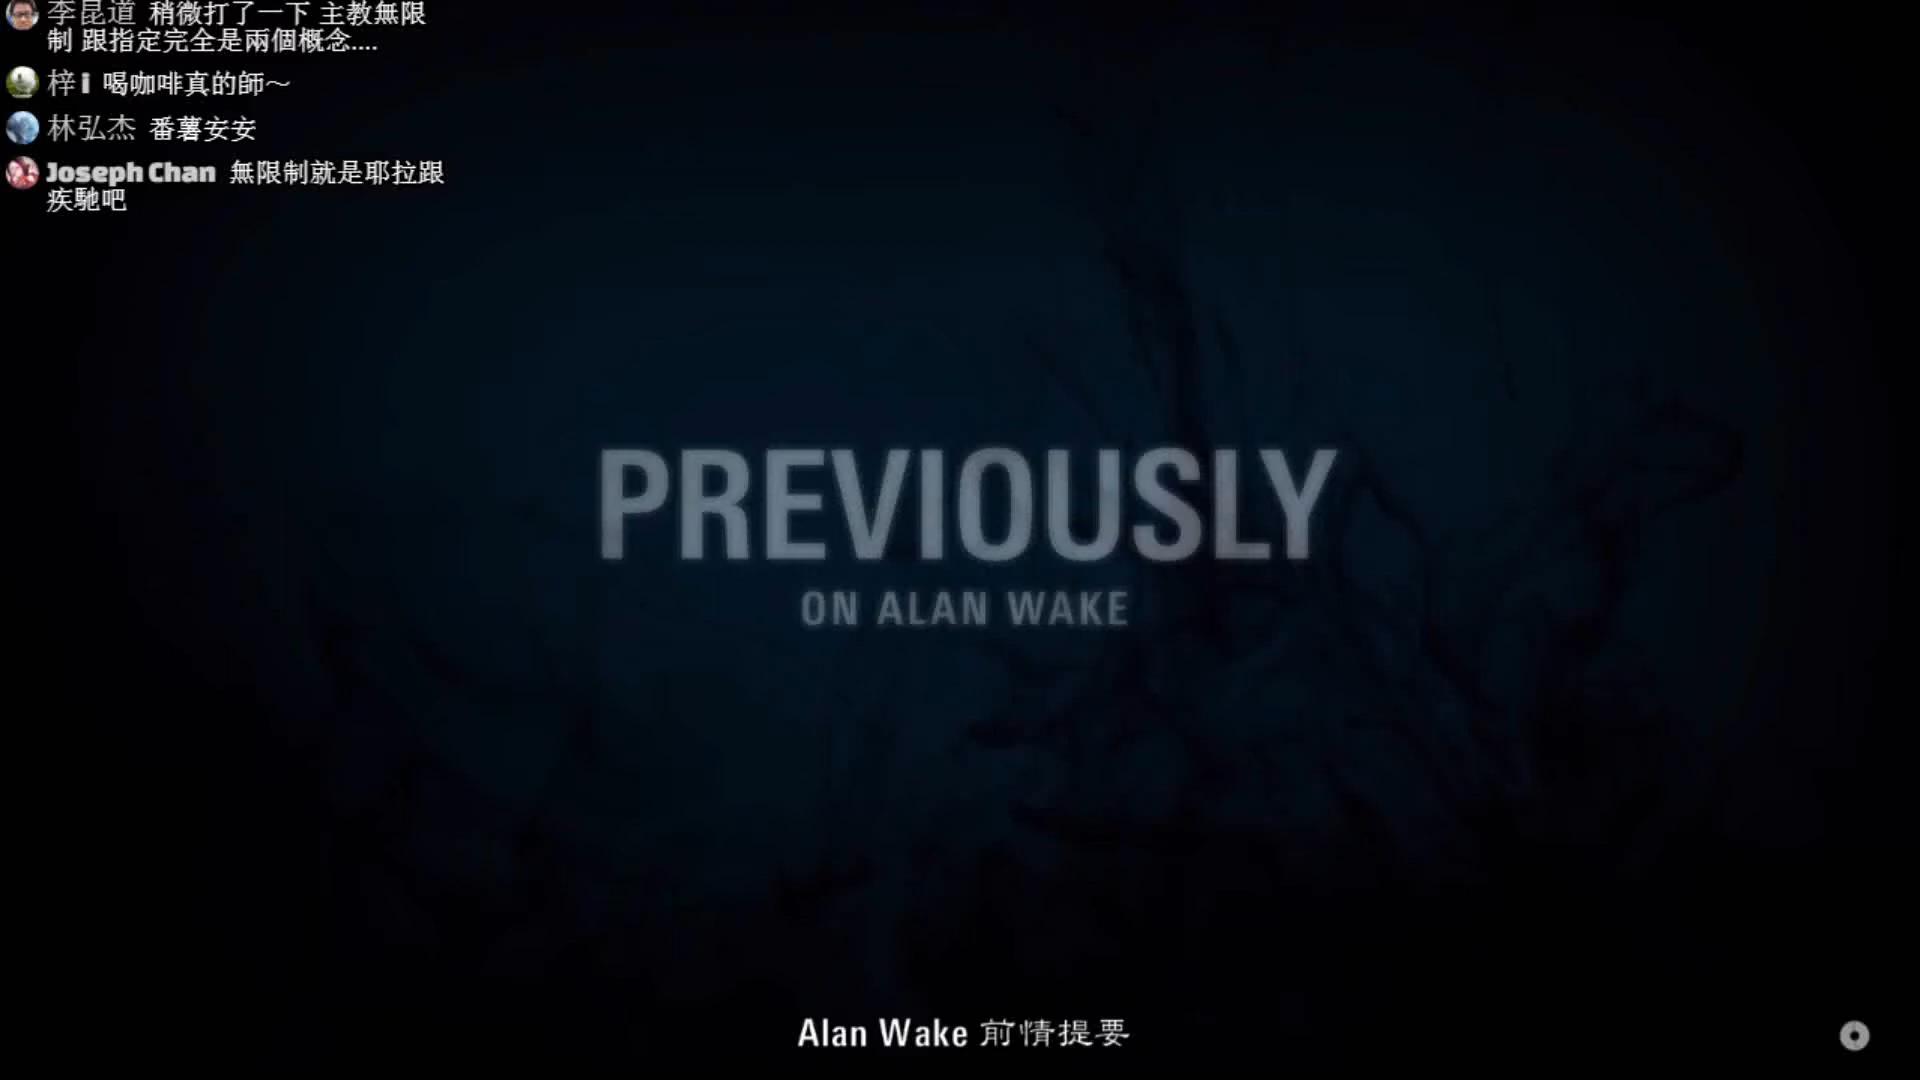 李昆道 稍微打了一下 主教無限
制 跟指定完全是兩個概念....
梓i 喝咖啡真的師～
林弘杰 番薯安安
Joseph Chan 無限制就是耶拉跟
疾馳吧
PREVIOUSLY
ON ALAN WAKE
Alan Wake 前情提要